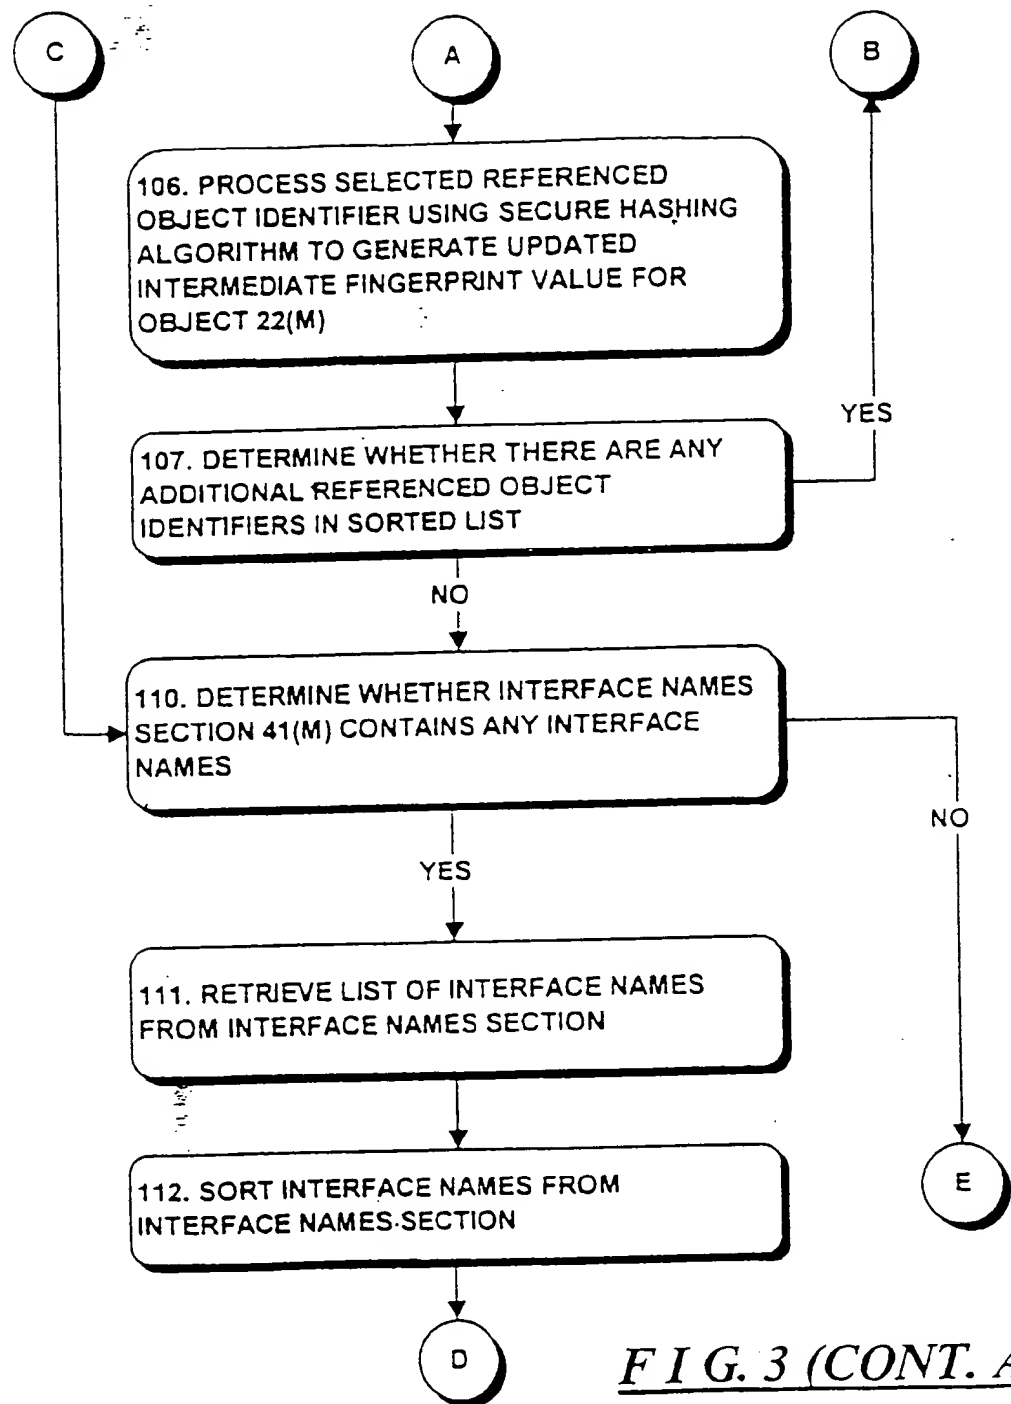 C
A
B
106. PROCESS SELECTED REFERENCED
OBJECT IDENTIFIER USING SECURE HASHING
ALGORITHM TO GENERATE UPDATED
INTERMEDIATE FINGERPRINT VALUE FOR
OBJECT 22(M)
YES
107. DETERMINE WHETHER THERE ARE ANY
ADDITIONAL REFERENCED OBJECT
IDENTIFIERS IN SORTED LIST
NO
110. DETERMINE WHETHER INTERFACE NAMES
SECTION 41(M) CONTAINS ANY INTERFACE
NAMES
NO
YES
111. RETRIEVE LIST OF INTERFACE NAMES
FROM INTERFACE NAMES SECTION
112. SORT INTERFACE NAMES FROM
INTERFACE NAMES SECTION
E
D
FIG. 3 (CONT. A